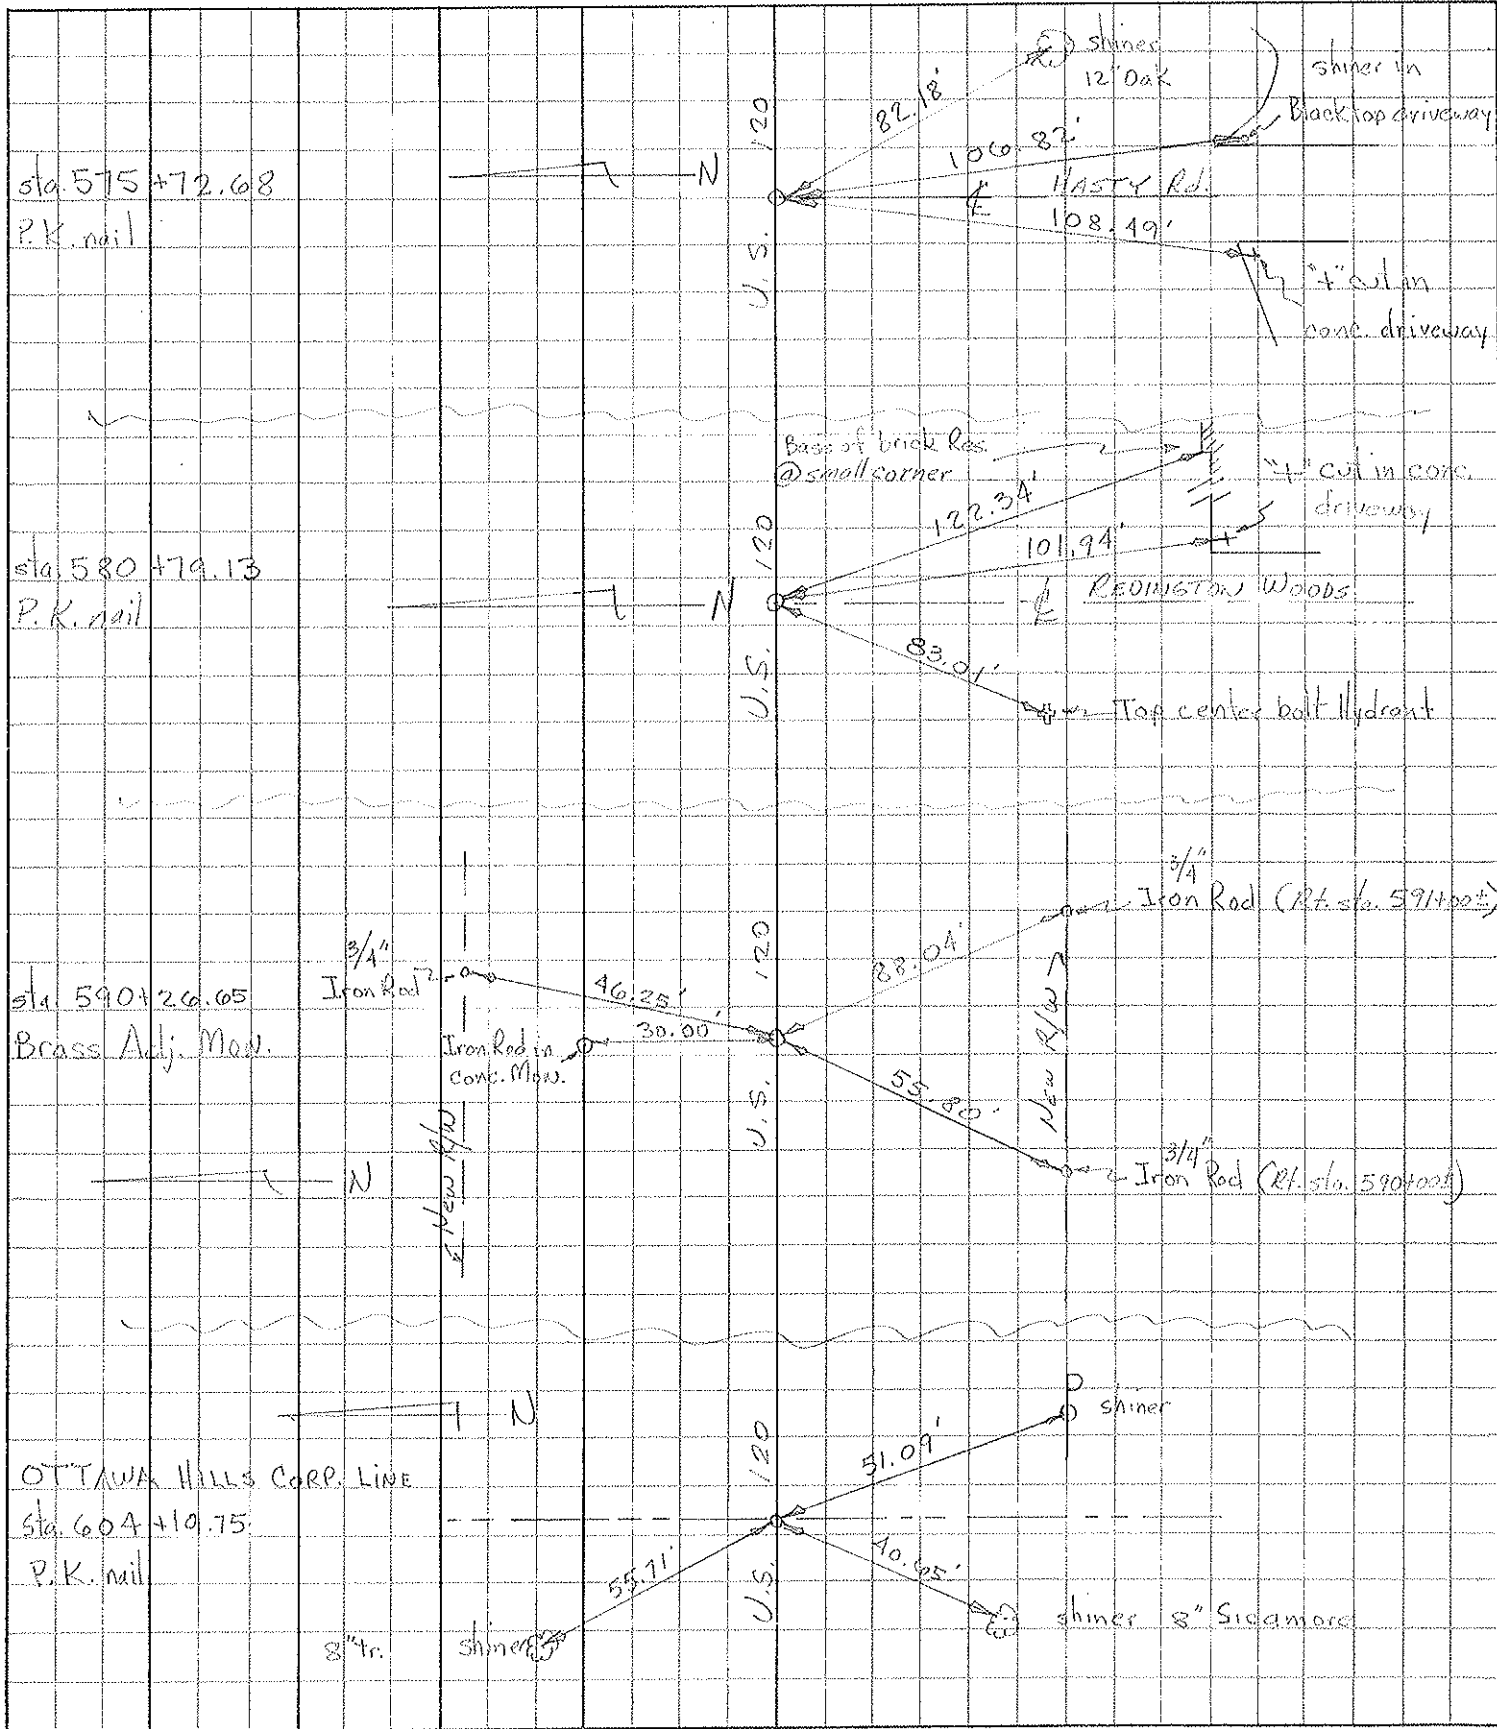 shiner
12" Oak
shiner in
Blacktop driveway
82.18'
106.82'
HASTY Rd.
108.49'
"+" cut in
conc. driveway
sta. 575+72.68
P.K. nail
N
U.S. 120
Base of brick Res.
@ small corner
"+" cut in conc.
driveway
122.34'
101.94'
REDINGTON WOODS
83.01'
Top center bolt Hydrant
sta. 580+79.13
P.K. nail
N
U.S. 120
3/4"
Iron Rod (Rt. sta. 591+00±)
3/4"
Iron Rod
88.04'
46.25'
30.00'
sta. 590+26.65
Brass Adj. Mon.
Iron Rod in
Conc. Mon.
55.80'
New R/W
New R/W
3/4"
Iron Rod (Rt. sta. 590+00±)
N
U.S. 120
N
shiner
51.09'
OTTAWA HILLS CORP. LINE
sta. 604+10.75
P.K. nail
U.S. 120
55.71'
40.65'
8" tr.
shiner
shiner 8" Sicamore